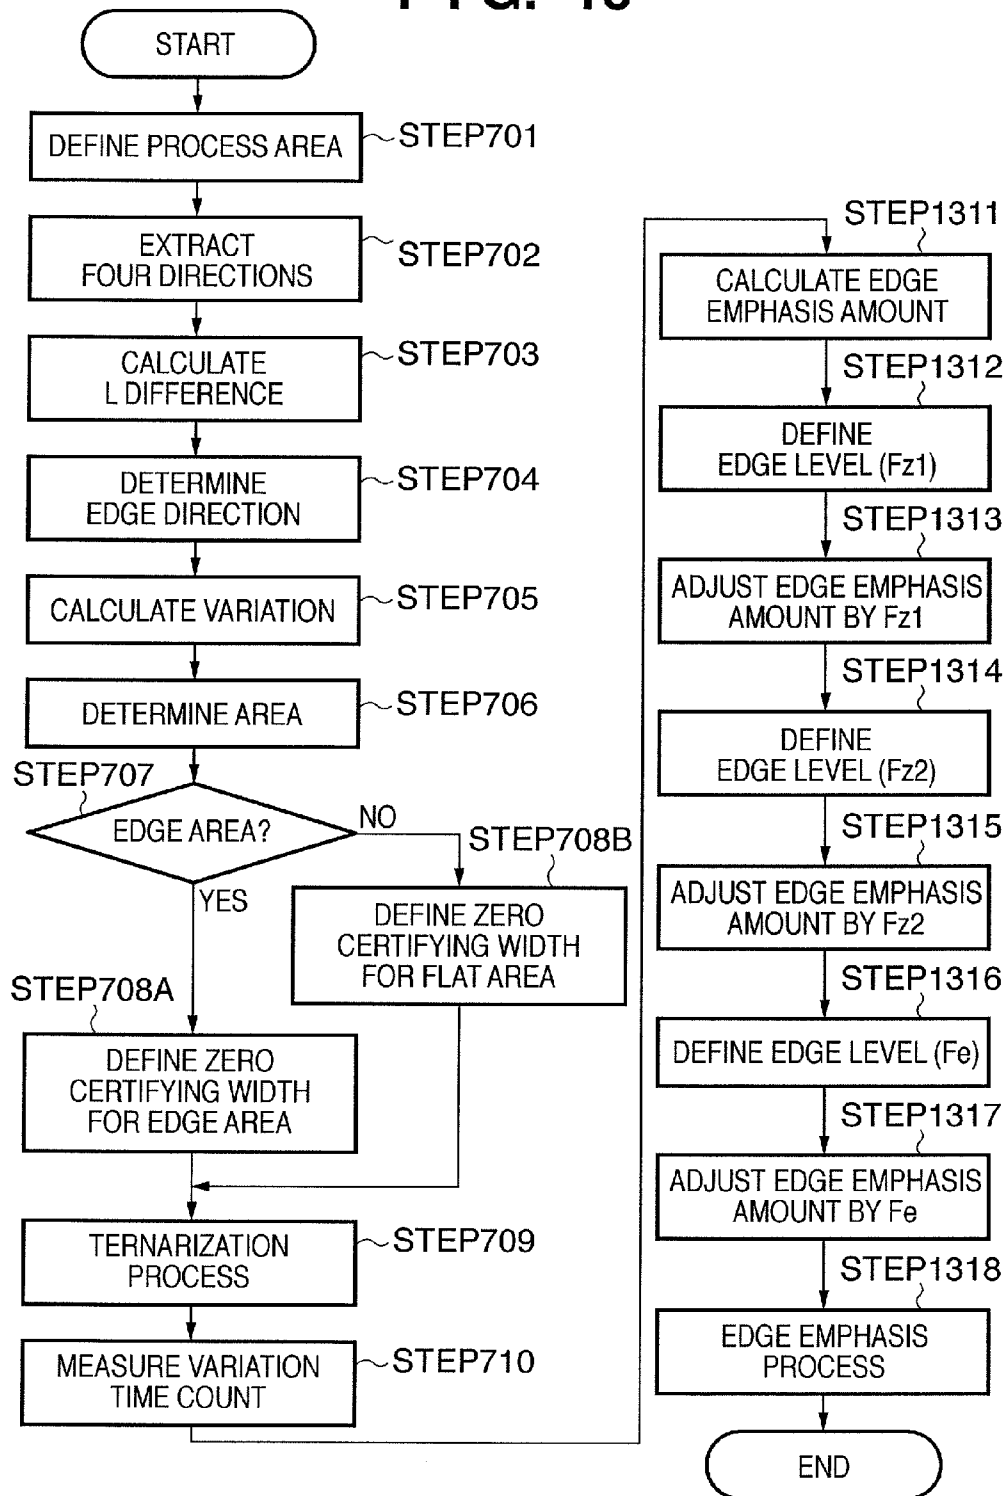 START
DEFINE PROCESS AREA
STEP701
EXTRACT
FOUR DIRECTIONS
STEP702
CALCULATE
L DIFFERENCE
STEP703
DETERMINE
EDGE DIRECTION
STEP704
CALCULATE VARIATION
STEP705
DETERMINE AREA
STEP706
STEP707
EDGE AREA?
NO
YES
STEP708B
DEFINE ZERO
CERTIFYING WIDTH
FOR FLAT AREA
STEP708A
DEFINE ZERO
CERTIFYING WIDTH
FOR EDGE AREA
TERNARIZATION
PROCESS
STEP709
MEASURE VARIATION
TIME COUNT
STEP710
STEP1311
CALCULATE EDGE
EMPHASIS AMOUNT
STEP1312
DEFINE
EDGE LEVEL (Fz1)
STEP1313
ADJUST EDGE EMPHASIS
AMOUNT BY Fz1
STEP1314
DEFINE
EDGE LEVEL (Fz2)
STEP1315
ADJUST EDGE EMPHASIS
AMOUNT BY Fz2
STEP1316
DEFINE EDGE LEVEL (Fe)
STEP1317
ADJUST EDGE EMPHASIS
AMOUNT BY Fe
STEP1318
EDGE EMPHASIS
PROCESS
END